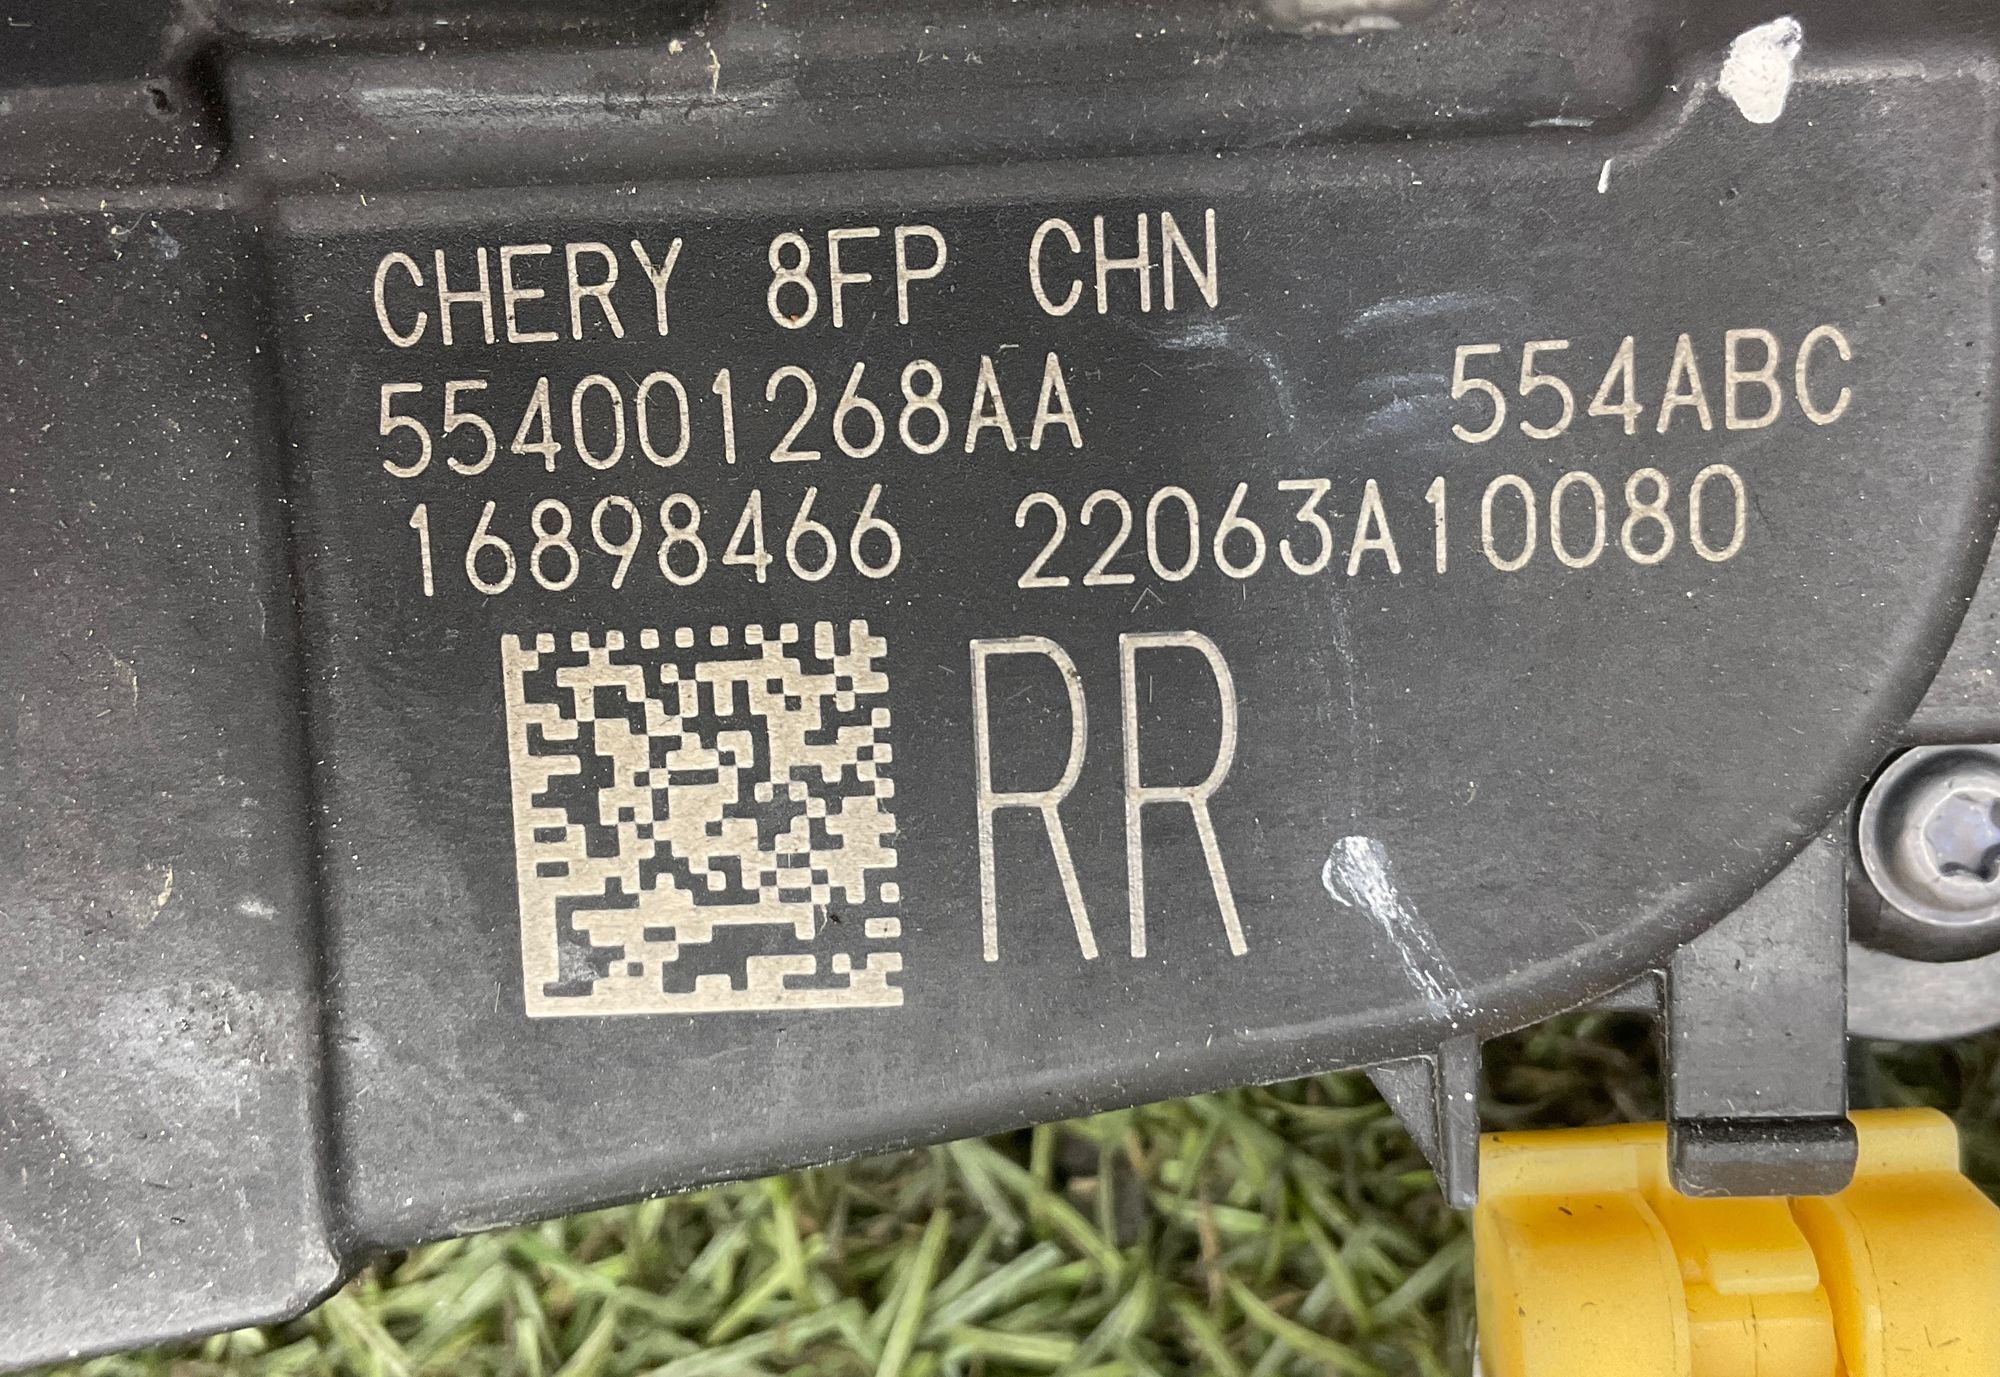 CHERY 8FP CHN
554001268AA 554ABC
16898466 22063A10080
RR